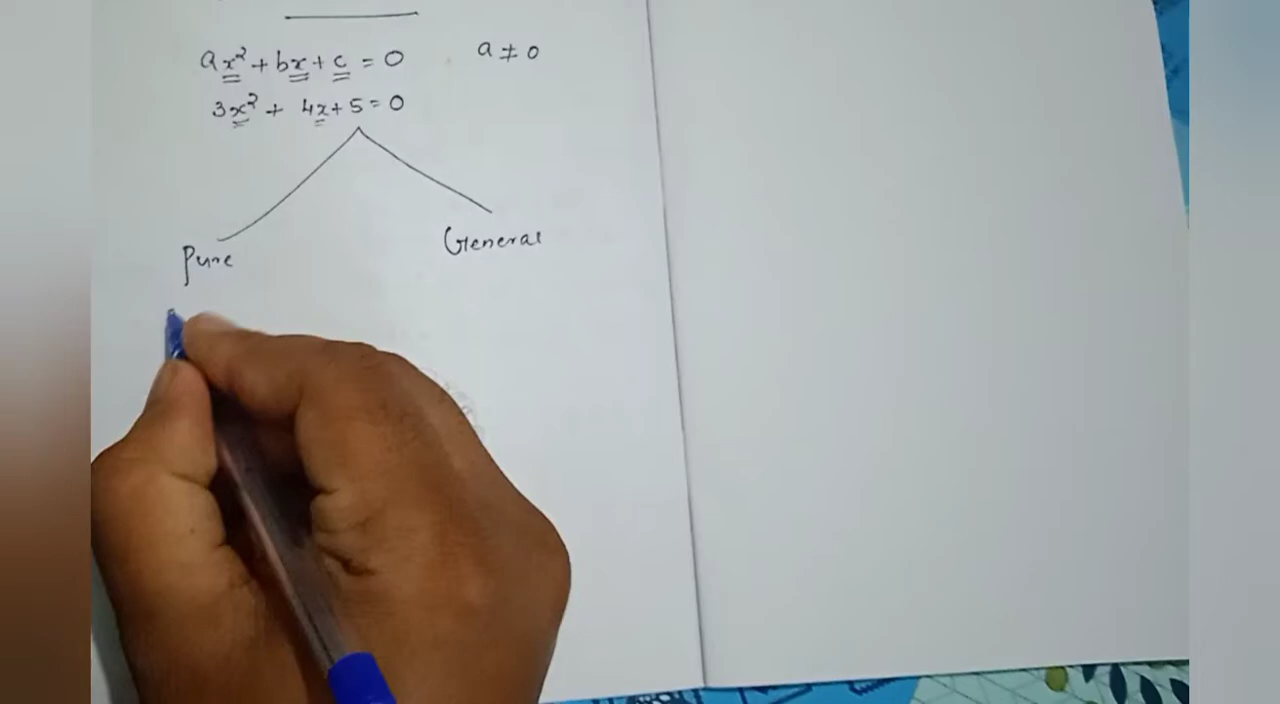 ax² + bx + c = 0 a ≠ 0
3x² + 4x + 5 = 0
Pure General